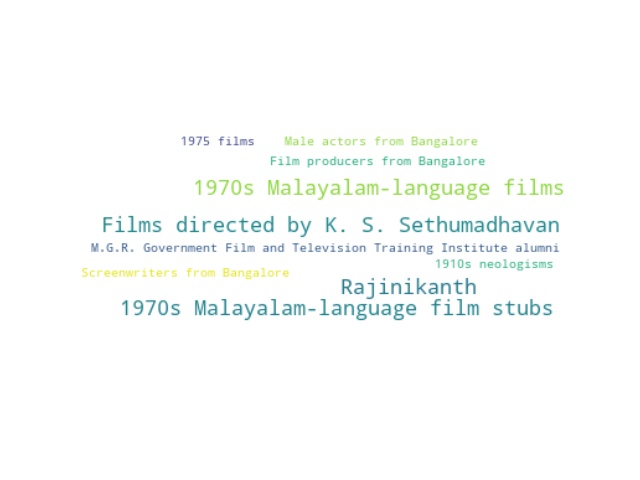 1975 films
Male actors from Bangalore
Film producers from Bangalore
1970s Malayalam-language films
Films directed by K. S. Sethumadhavan
M.G.R. Government Film and Television Training Institute alumni
1910s neologisms
Screenwriters from Bangalore
Rajinikanth
1970s Malayalam-language film stubs